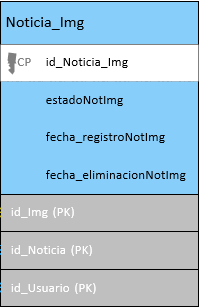 Noticia_Img
CP id_Noticia_Img
estadoNotImg
fecha_registroNotImg
fecha_eliminacionNotImg
id_Img (PK)
id_Noticia (PK)
id_Usuario (PK)